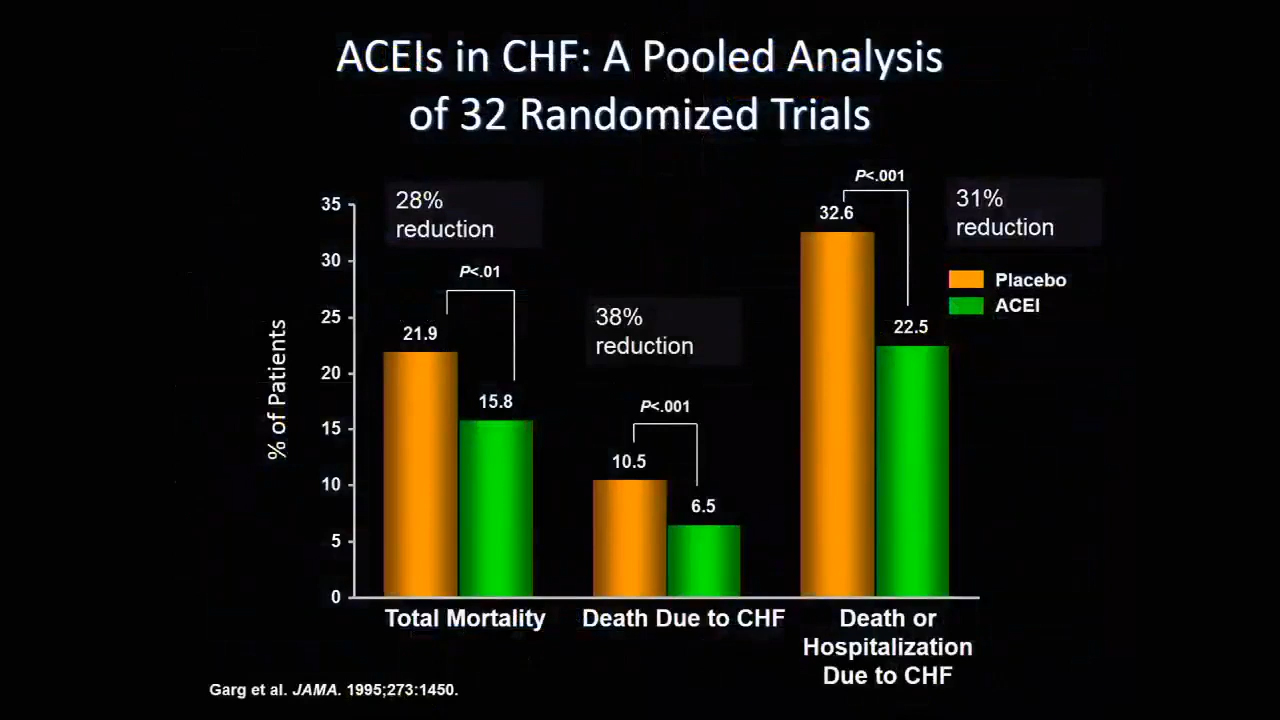 ACEIs in CHF: A Pooled Analysis
of 32 Randomized Trials
28%
reduction
38%
reduction
31%
reduction
P<.01
P<.001
P<.001
Placebo
ACEI
% of Patients
35
30
25
20
15
10
5
0
21.9
15.8
10.5
6.5
32.6
22.5
Total Mortality
Death Due to CHF
Death or
Hospitalization
Due to CHF
Garg et al. JAMA. 1995;273:1450.